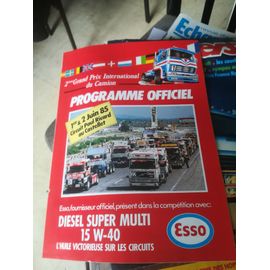 2ème Grand Prix International
du Camion
PROGRAMME OFFICIEL
1er & 2 Juin 85
Circuit Paul Ricard
au Castellet
Esso, fournisseur officiel, présent dans la compétition avec:
DIESEL SUPER MULTI
15 W-40
L'HUILE VICTORIEUSE SUR LES CIRCUITS
Esso